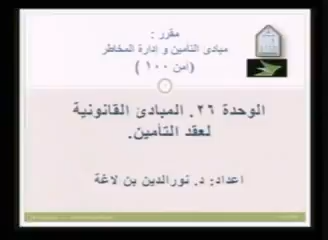 مقرر :
مبادئ التأمين و إدارة المخاطر
(امن ١٠٠ )
الوحدة ٢٦. المبادئ القانونية
لعقد التأمين.
اعداد: د. نورالدين بن لاغة